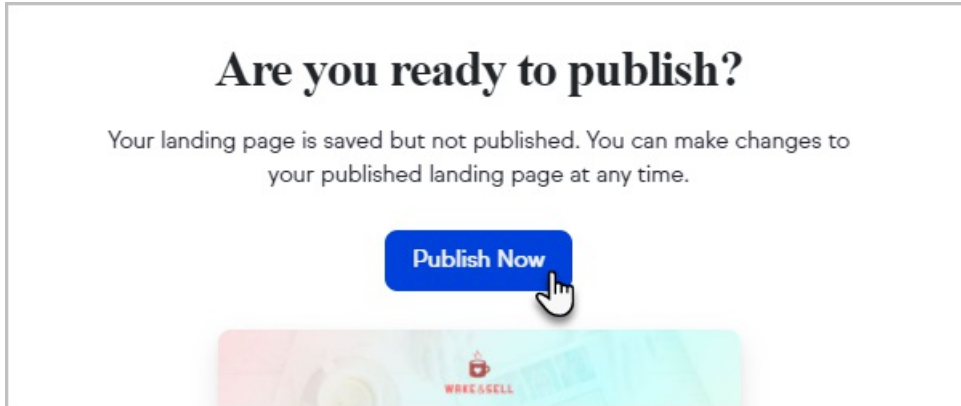 Are you ready to publish?
Your landing page is saved but not published. You can make changes to
your published landing page at any time.
Publish Now
WAKE&SELL